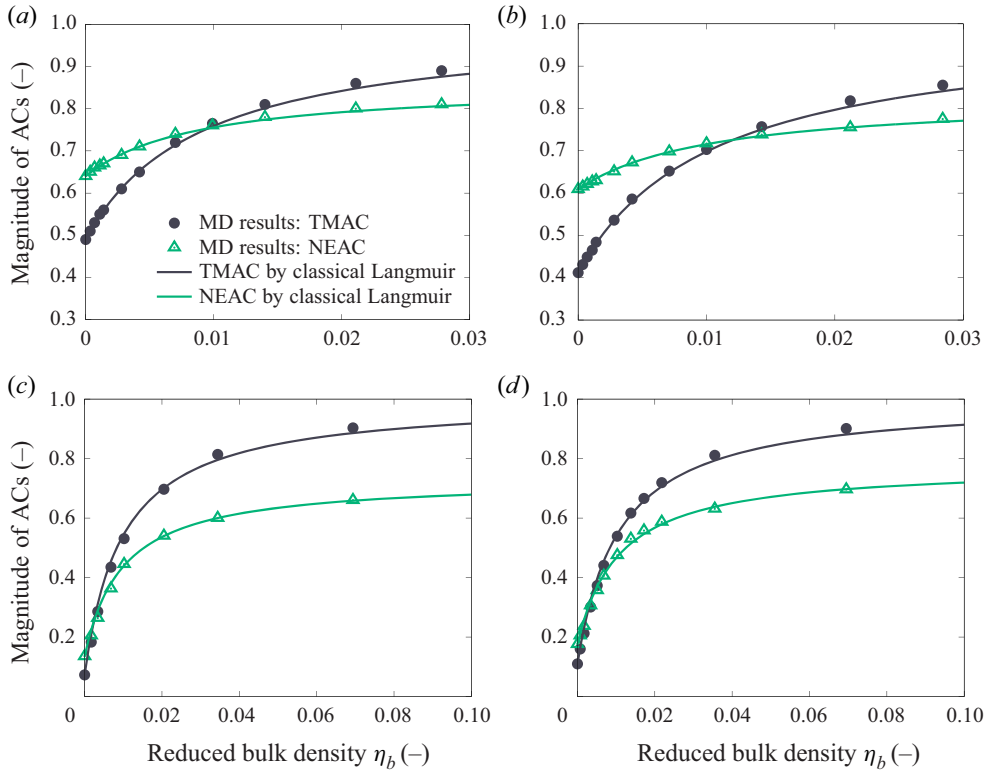 (a)
1.0
0.9
0.8
0.7
0.6
0.5
0.4
0.3
0 0.01 0.02 0.03
Magnitude of ACs (–)
MD results: TMAC
MD results: NEAC
TMAC by classical Langmuir
NEAC by classical Langmuir
(b)
1.0
0.9
0.8
0.7
0.6
0.5
0.4
0.3
0 0.01 0.02 0.03
(c)
1.0
0.8
0.6
0.4
0.2
0 0.02 0.04 0.06 0.08 0.10
Magnitude of ACs (–)
Reduced bulk density η_b (–)
(d)
1.0
0.8
0.6
0.4
0.2
0 0.02 0.04 0.06 0.08 0.10
Reduced bulk density η_b (–)